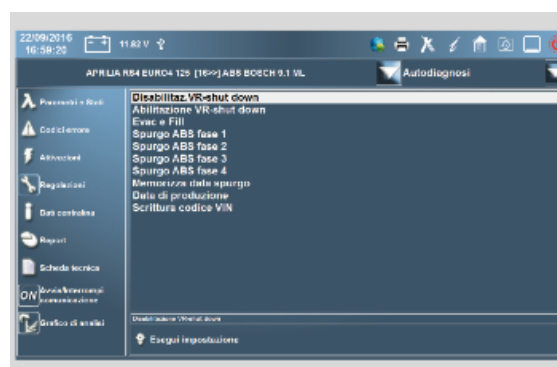 22/09/2016
16:59:20
11.82 V
APRILIA RS4 EURO4 125 [16>>] ABS BOSCH 9.1 ML
Autodiagnosi
Parametri e Stati
Codici errore
Attivazioni
Regolazioni
Dati centralina
Report
Scheda tecnica
ON
Avvia/Interrompi
comunicazione
Grafico di analisi
Disabilitaz. VR-shut down
Abilitazione VR-shut down
Evac e Fill
Spurgo ABS fase 1
Spurgo ABS fase 2
Spurgo ABS fase 3
Spurgo ABS fase 4
Memorizza data spurgo
Data di produzione
Scrittura codice VIN
Disabilitazione VR-shut down
Esegui impostazione